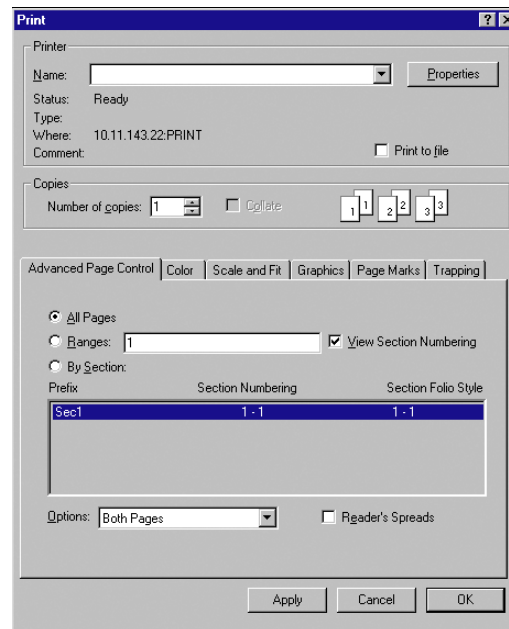 Print
Printer
Name:
Properties
Status: Ready
Type:
Where: 10.11.143.22:PRINT
Comment:
Print to file
Copies
Number of copies: 1
Collate
1 1 2 2 3 3
Advanced Page Control Color Scale and Fit Graphics Page Marks Trapping
All Pages
Ranges: 1
View Section Numbering
By Section:
Prefix Section Numbering Section Folio Style
Sec1 1 - 1 1 - 1
Options: Both Pages
Reader's Spreads
Apply Cancel OK